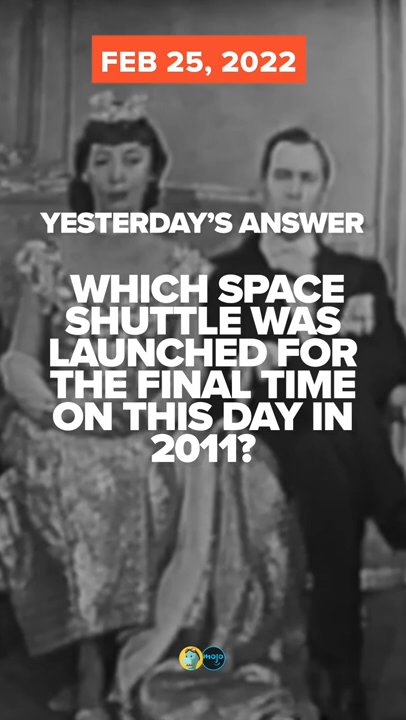 FEB 25, 2022
YESTERDAY’S ANSWER
WHICH SPACE
SHUTTLE WAS
LAUNCHED FOR
THE FINAL TIME
ON THIS DAY IN
2011?
mojo